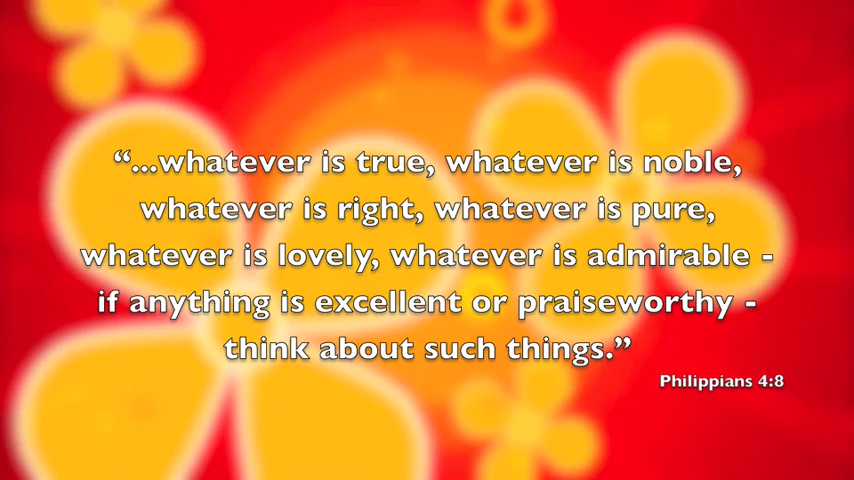 “...whatever is true, whatever is noble,
whatever is right, whatever is pure,
whatever is lovely, whatever is admirable -
if anything is excellent or praiseworthy -
think about such things.”
Philippians 4:8